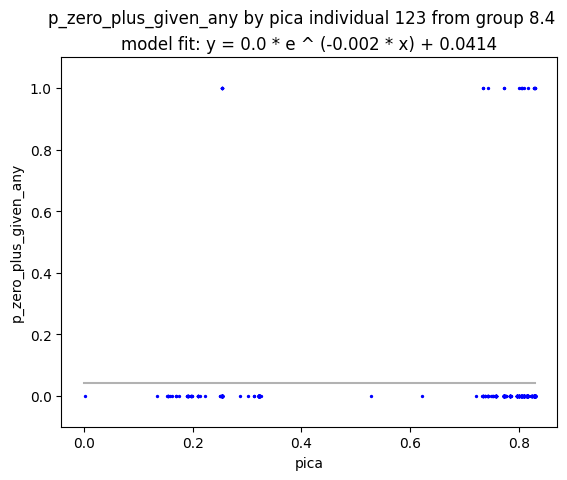 p_zero_plus_given_any by pica individual 123 from group 8.4
model fit: y = 0.0 * e ^ (-0.002 * x) + 0.0414
1.0
0.8
0.6
0.4
0.2
0.0
p_zero_plus_given_any
0.0 0.2 0.4 0.6 0.8
pica